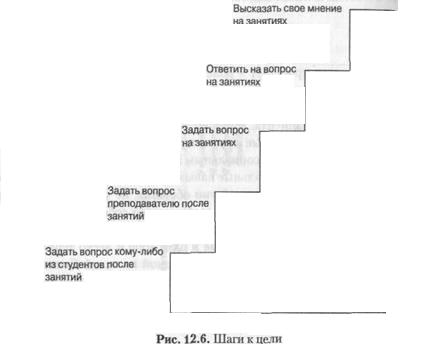 Высказать свое мнение
на занятиях
Ответить на вопрос
на занятиях
Задать вопрос
на занятиях
Задать вопрос
преподавателю после
занятий
Задать вопрос кому-либо
из студентов после
занятий
Рис. 12.6. Шаги к цели